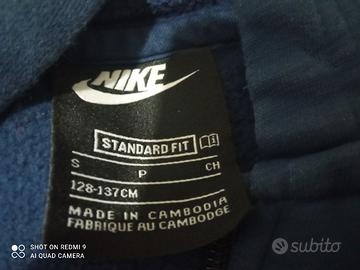 NIKE
STANDARD FIT
S P CH
128-137CM
MADE IN CAMBODIA
FABRIQUE AU CAMBODGE
SHOT ON REDMI 9
AI QUAD CAMERA
subito